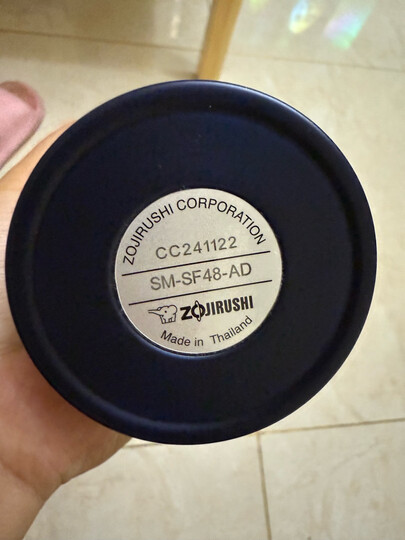 ZOJIRUSHI CORPORATION
CC241122
SM-SF48-AD
ZOJIRUSHI
Made in Thailand